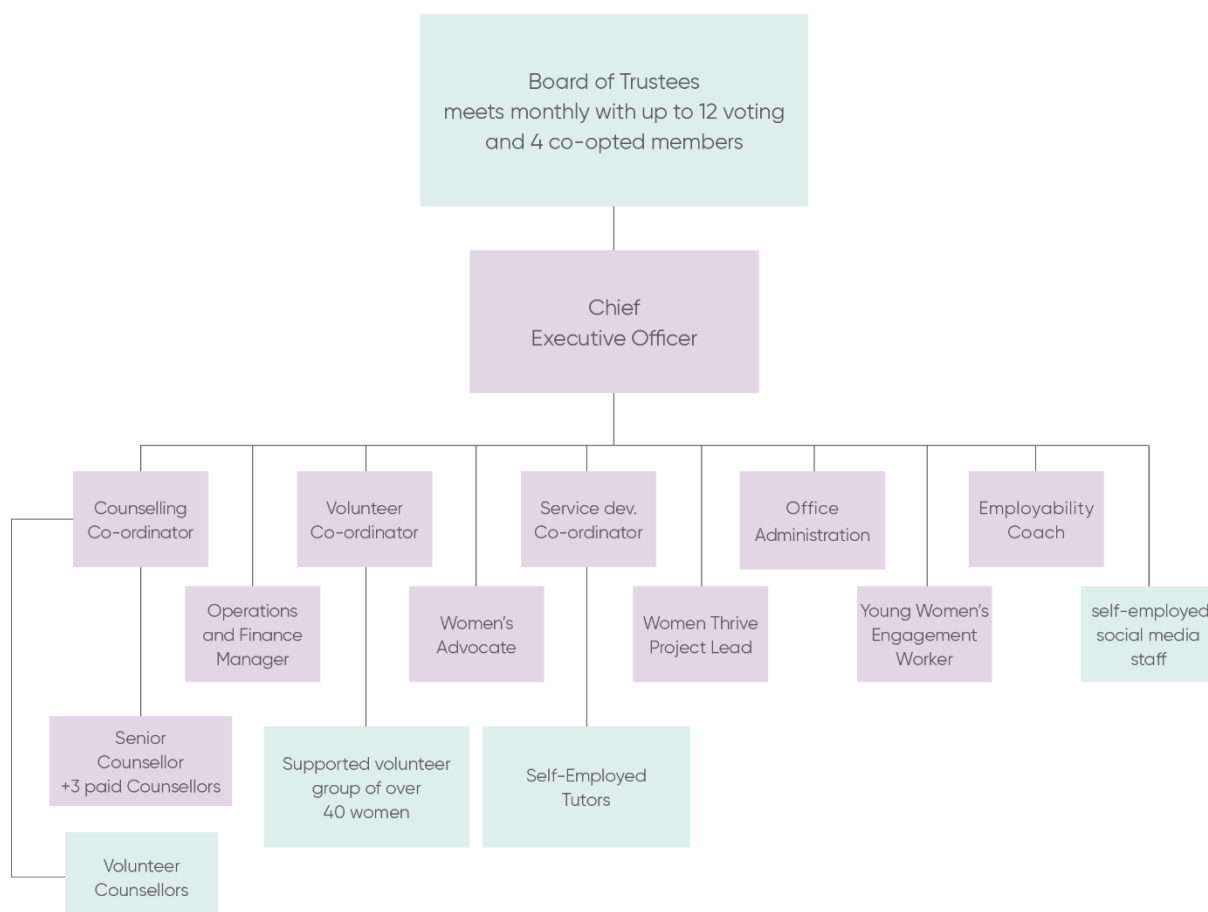 Board of Trustees
meets monthly with up to 12 voting
and 4 co-opted members
Chief
Executive Officer
Counselling
Co-ordinator
Volunteer
Co-ordinator
Service dev.
Co-ordinator
Office
Administration
Employability
Coach
Operations
and Finance
Manager
Women's
Advocate
Women Thrive
Project Lead
Young Women's
Engagement
Worker
self-employed
social media
staff
Senior
Counsellor
+3 paid Counsellors
Supported volunteer
group of over
40 women
Self-Employed
Tutors
Volunteer
Counsellors